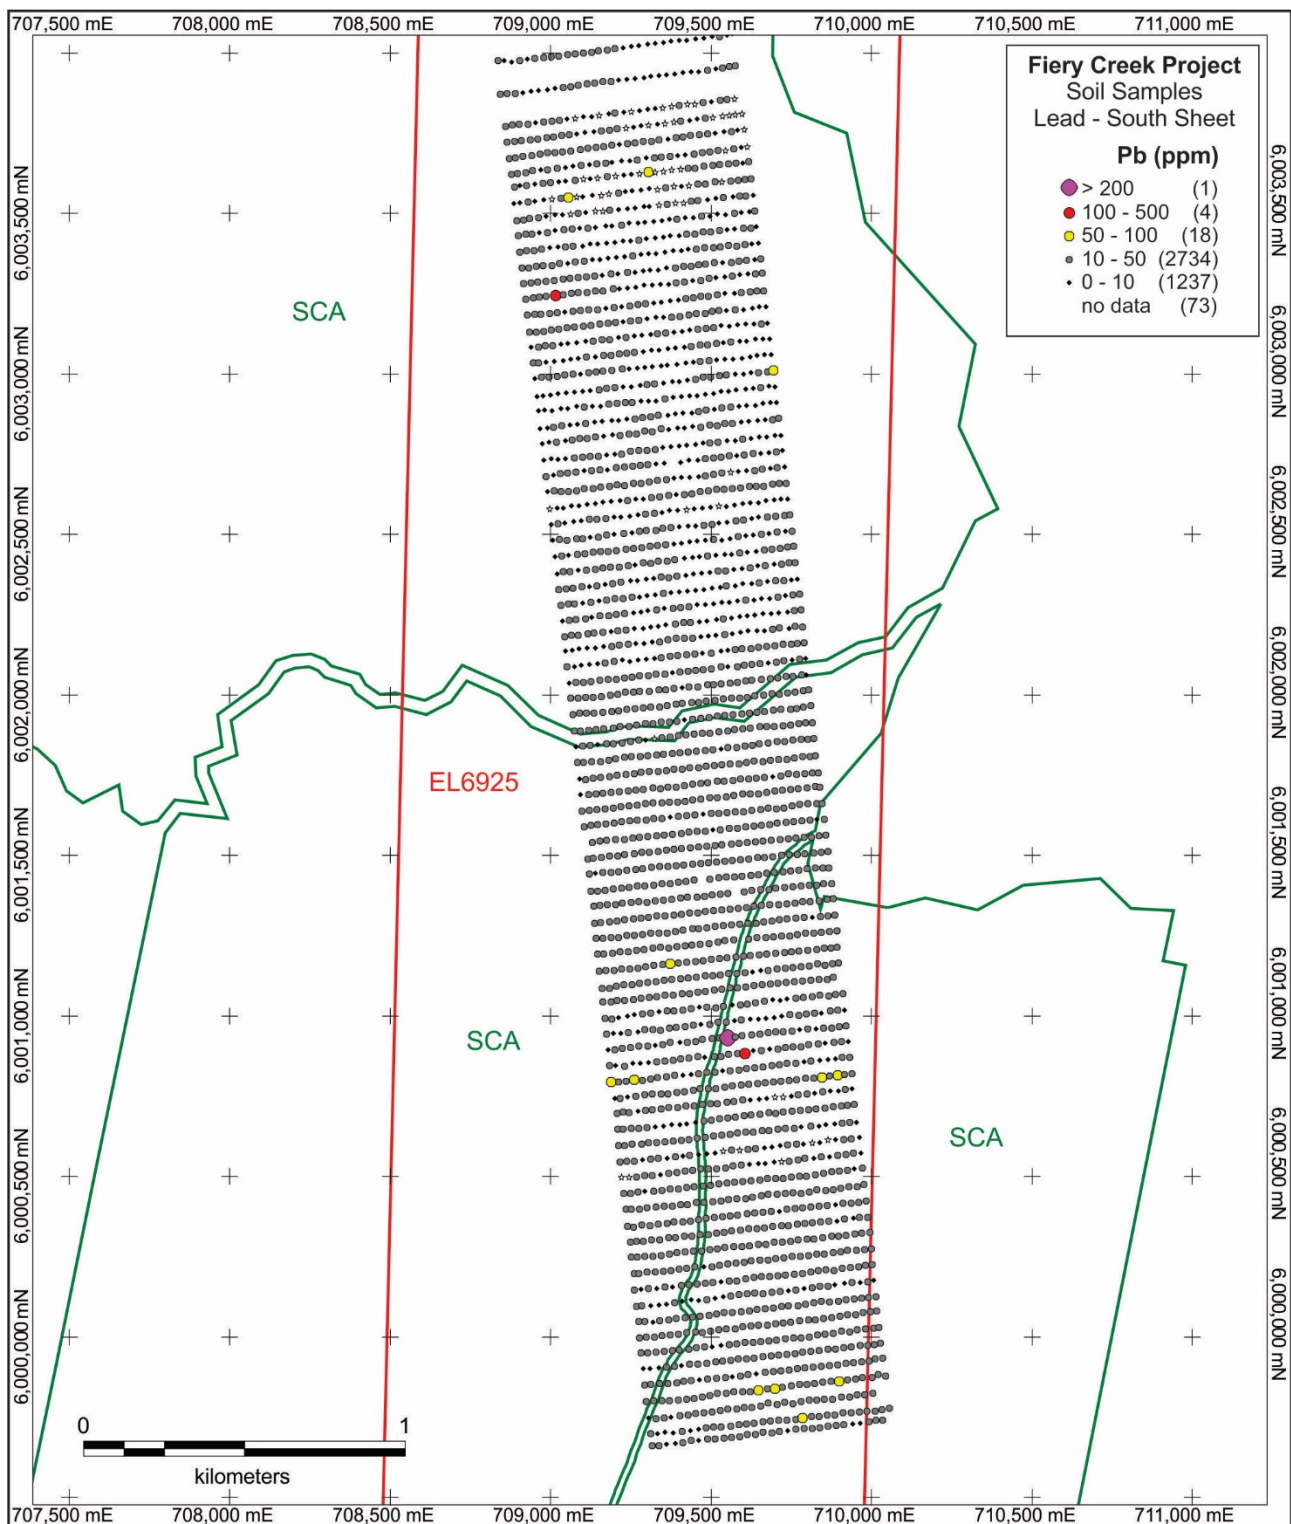 707,500 mE 708,000 mE 708,500 mE 709,000 mE 709,500 mE 710,000 mE 710,500 mE 711,000 mE
Fiery Creek Project
Soil Samples
Lead - South Sheet
Pb (ppm)
> 200 (1)
100 - 500 (4)
50 - 100 (18)
10 - 50 (2734)
0 - 10 (1237)
no data (73)
6,003,500 mN
6,003,500 mN
SCA
6,003,000 mN
6,003,000 mN
6,002,500 mN
6,002,500 mN
6,002,000 mN
6,002,000 mN
EL6925
6,001,500 mN
6,001,500 mN
SCA
6,001,000 mN
6,001,000 mN
SCA
6,000,500 mN
6,000,500 mN
6,000,000 mN
6,000,000 mN
0 1
kilometers
707,500 mE 708,000 mE 708,500 mE 709,000 mE 709,500 mE 710,000 mE 710,500 mE 711,000 mE